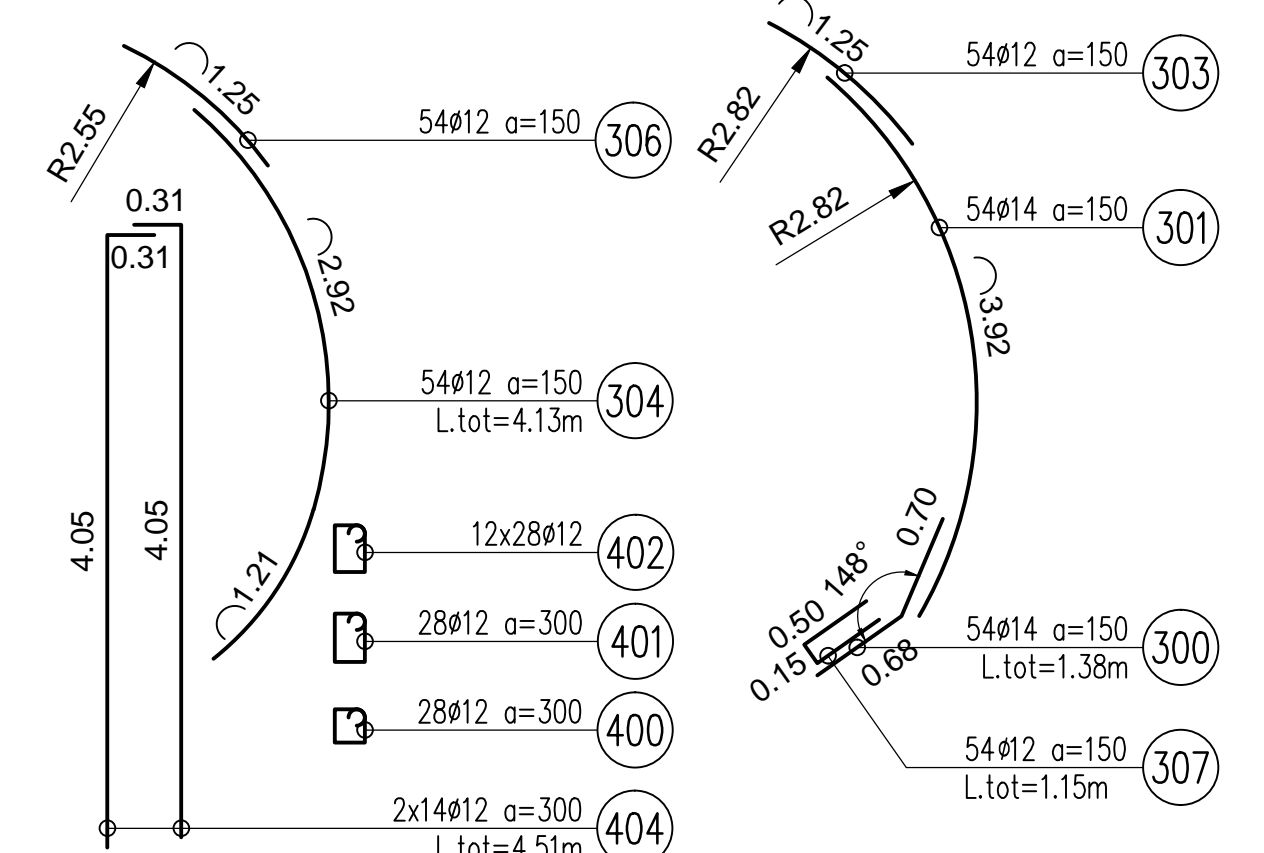 1.25
R2.55
54ø12 a=150
306
0.31
0.31
2.92
54ø12 a=150
304
L.tot=4.13m
4.05
4.05
1.21
12x28ø12
402
28ø12 a=300
401
28ø12 a=300
400
2x14ø12 a=300
404
L.tot=4.51m
1.25
54ø12 a=150
303
R2.82
R2.82
54ø14 a=150
301
3.92
0.70
148°
0.50
0.15
0.68
54ø14 a=150
300
L.tot=1.38m
54ø12 a=150
307
L.tot=1.15m